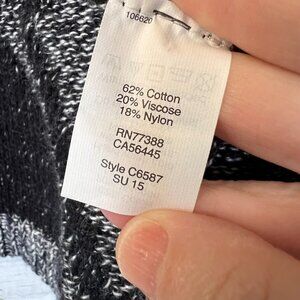 106620
62% Cotton
20% Viscose
18% Nylon
RN77388
CA56445
Style C6587
SU 15